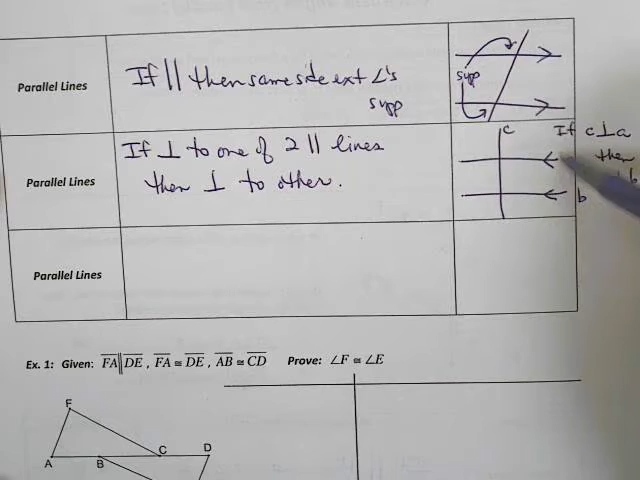 Parallel Lines
If || then same side ext ∠'s
supp
supp
Parallel Lines
If ⊥ to one of 2 || lines
then ⊥ to other.
c
If c⊥a
then
b
b
Parallel Lines
Ex. 1: Given: FA || DE , FA ≅ DE , AB ≅ CD Prove: ∠F ≅ ∠E
F
C
D
A
B